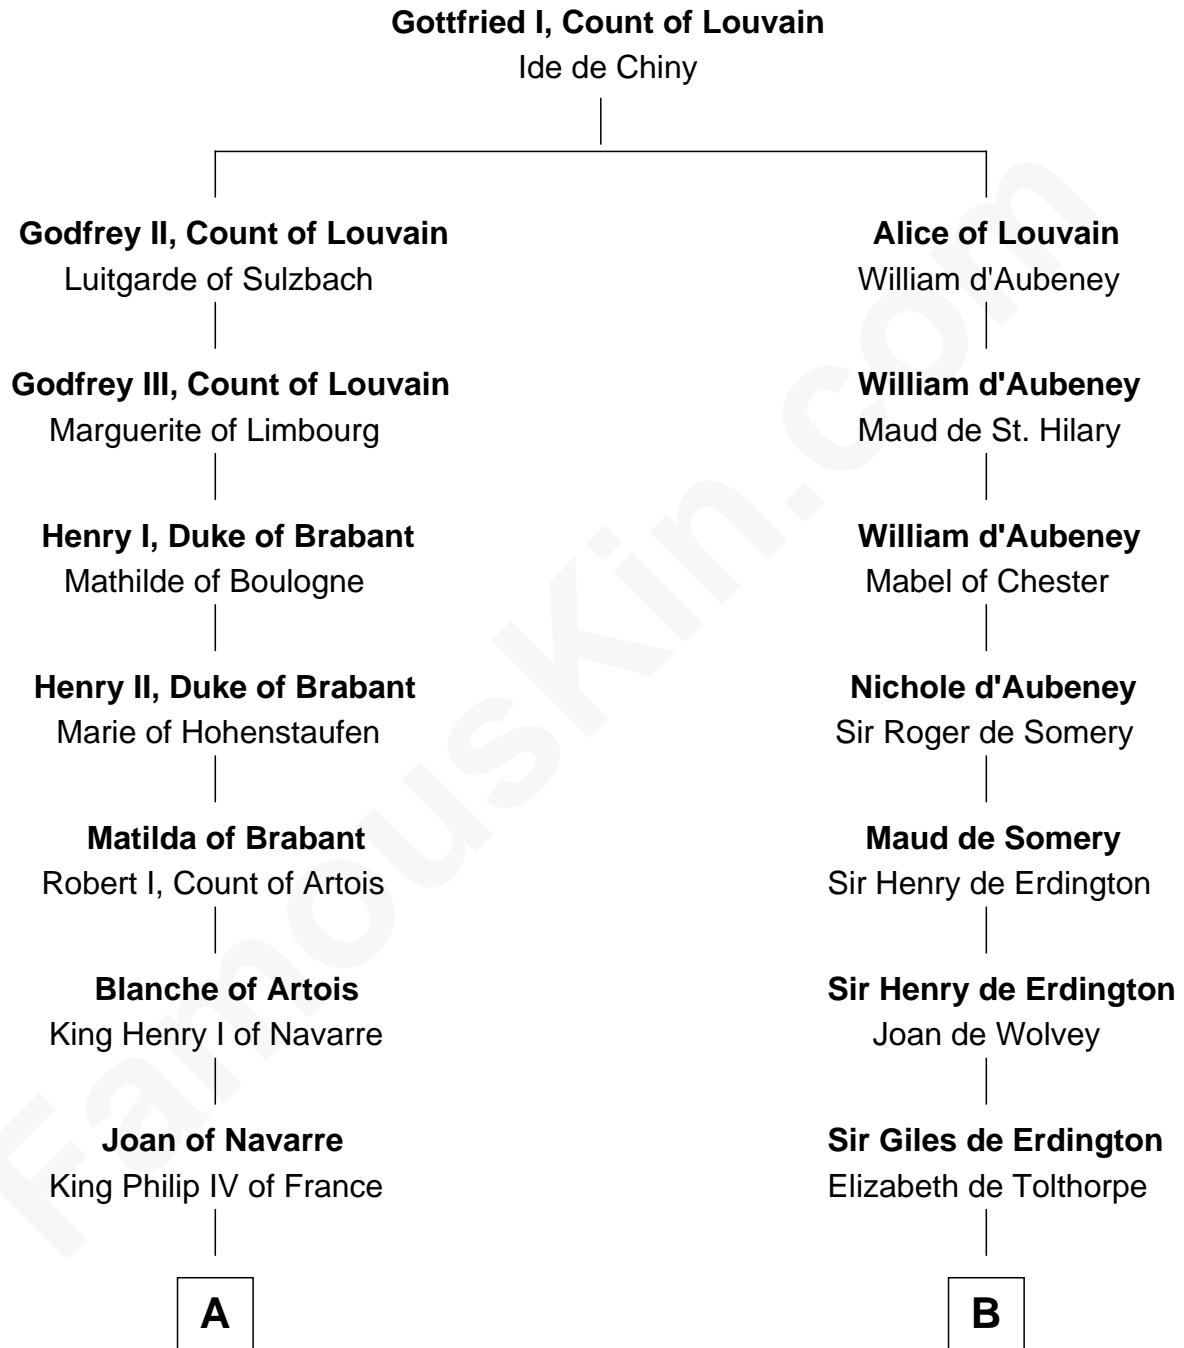 Gottfried I, Count of Louvain
Ide de Chiny
Godfrey II, Count of Louvain
Luitgarde of Sulzbach
Alice of Louvain
William d'Aubeney
Godfrey III, Count of Louvain
Marguerite of Limbourg
William d'Aubeney
Maud de St. Hilary
Henry I, Duke of Brabant
Mathilde of Boulogne
William d'Aubeney
Mabel of Chester
Henry II, Duke of Brabant
Marie of Hohenstaufen
Nichole d'Aubeney
Sir Roger de Somery
Matilda of Brabant
Robert I, Count of Artois
Maud de Somery
Sir Henry de Erdington
Blanche of Artois
King Henry I of Navarre
Sir Henry de Erdington
Joan de Wolvey
Joan of Navarre
King Philip IV of France
Sir Giles de Erdington
Elizabeth de Tolthorpe
A
B
FamousKin.com